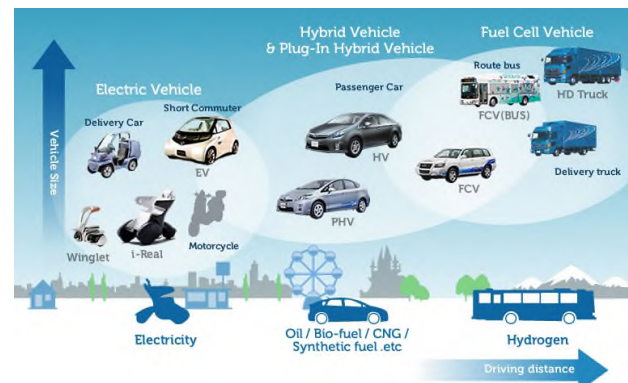 Hybrid Vehicle
& Plug-In Hybrid Vehicle
Fuel Cell Vehicle
Electric Vehicle
Delivery Car
Short Commuter
Passenger Car
Route bus
HD Truck
FCV(BUS)
Vehicle Size
EV
HV
FCV
Delivery truck
PHV
Winglet
i-Real
Motorcycle
Electricity
Oil / Bio-fuel / CNG /
Synthetic fuel .etc
Hydrogen
Driving distance